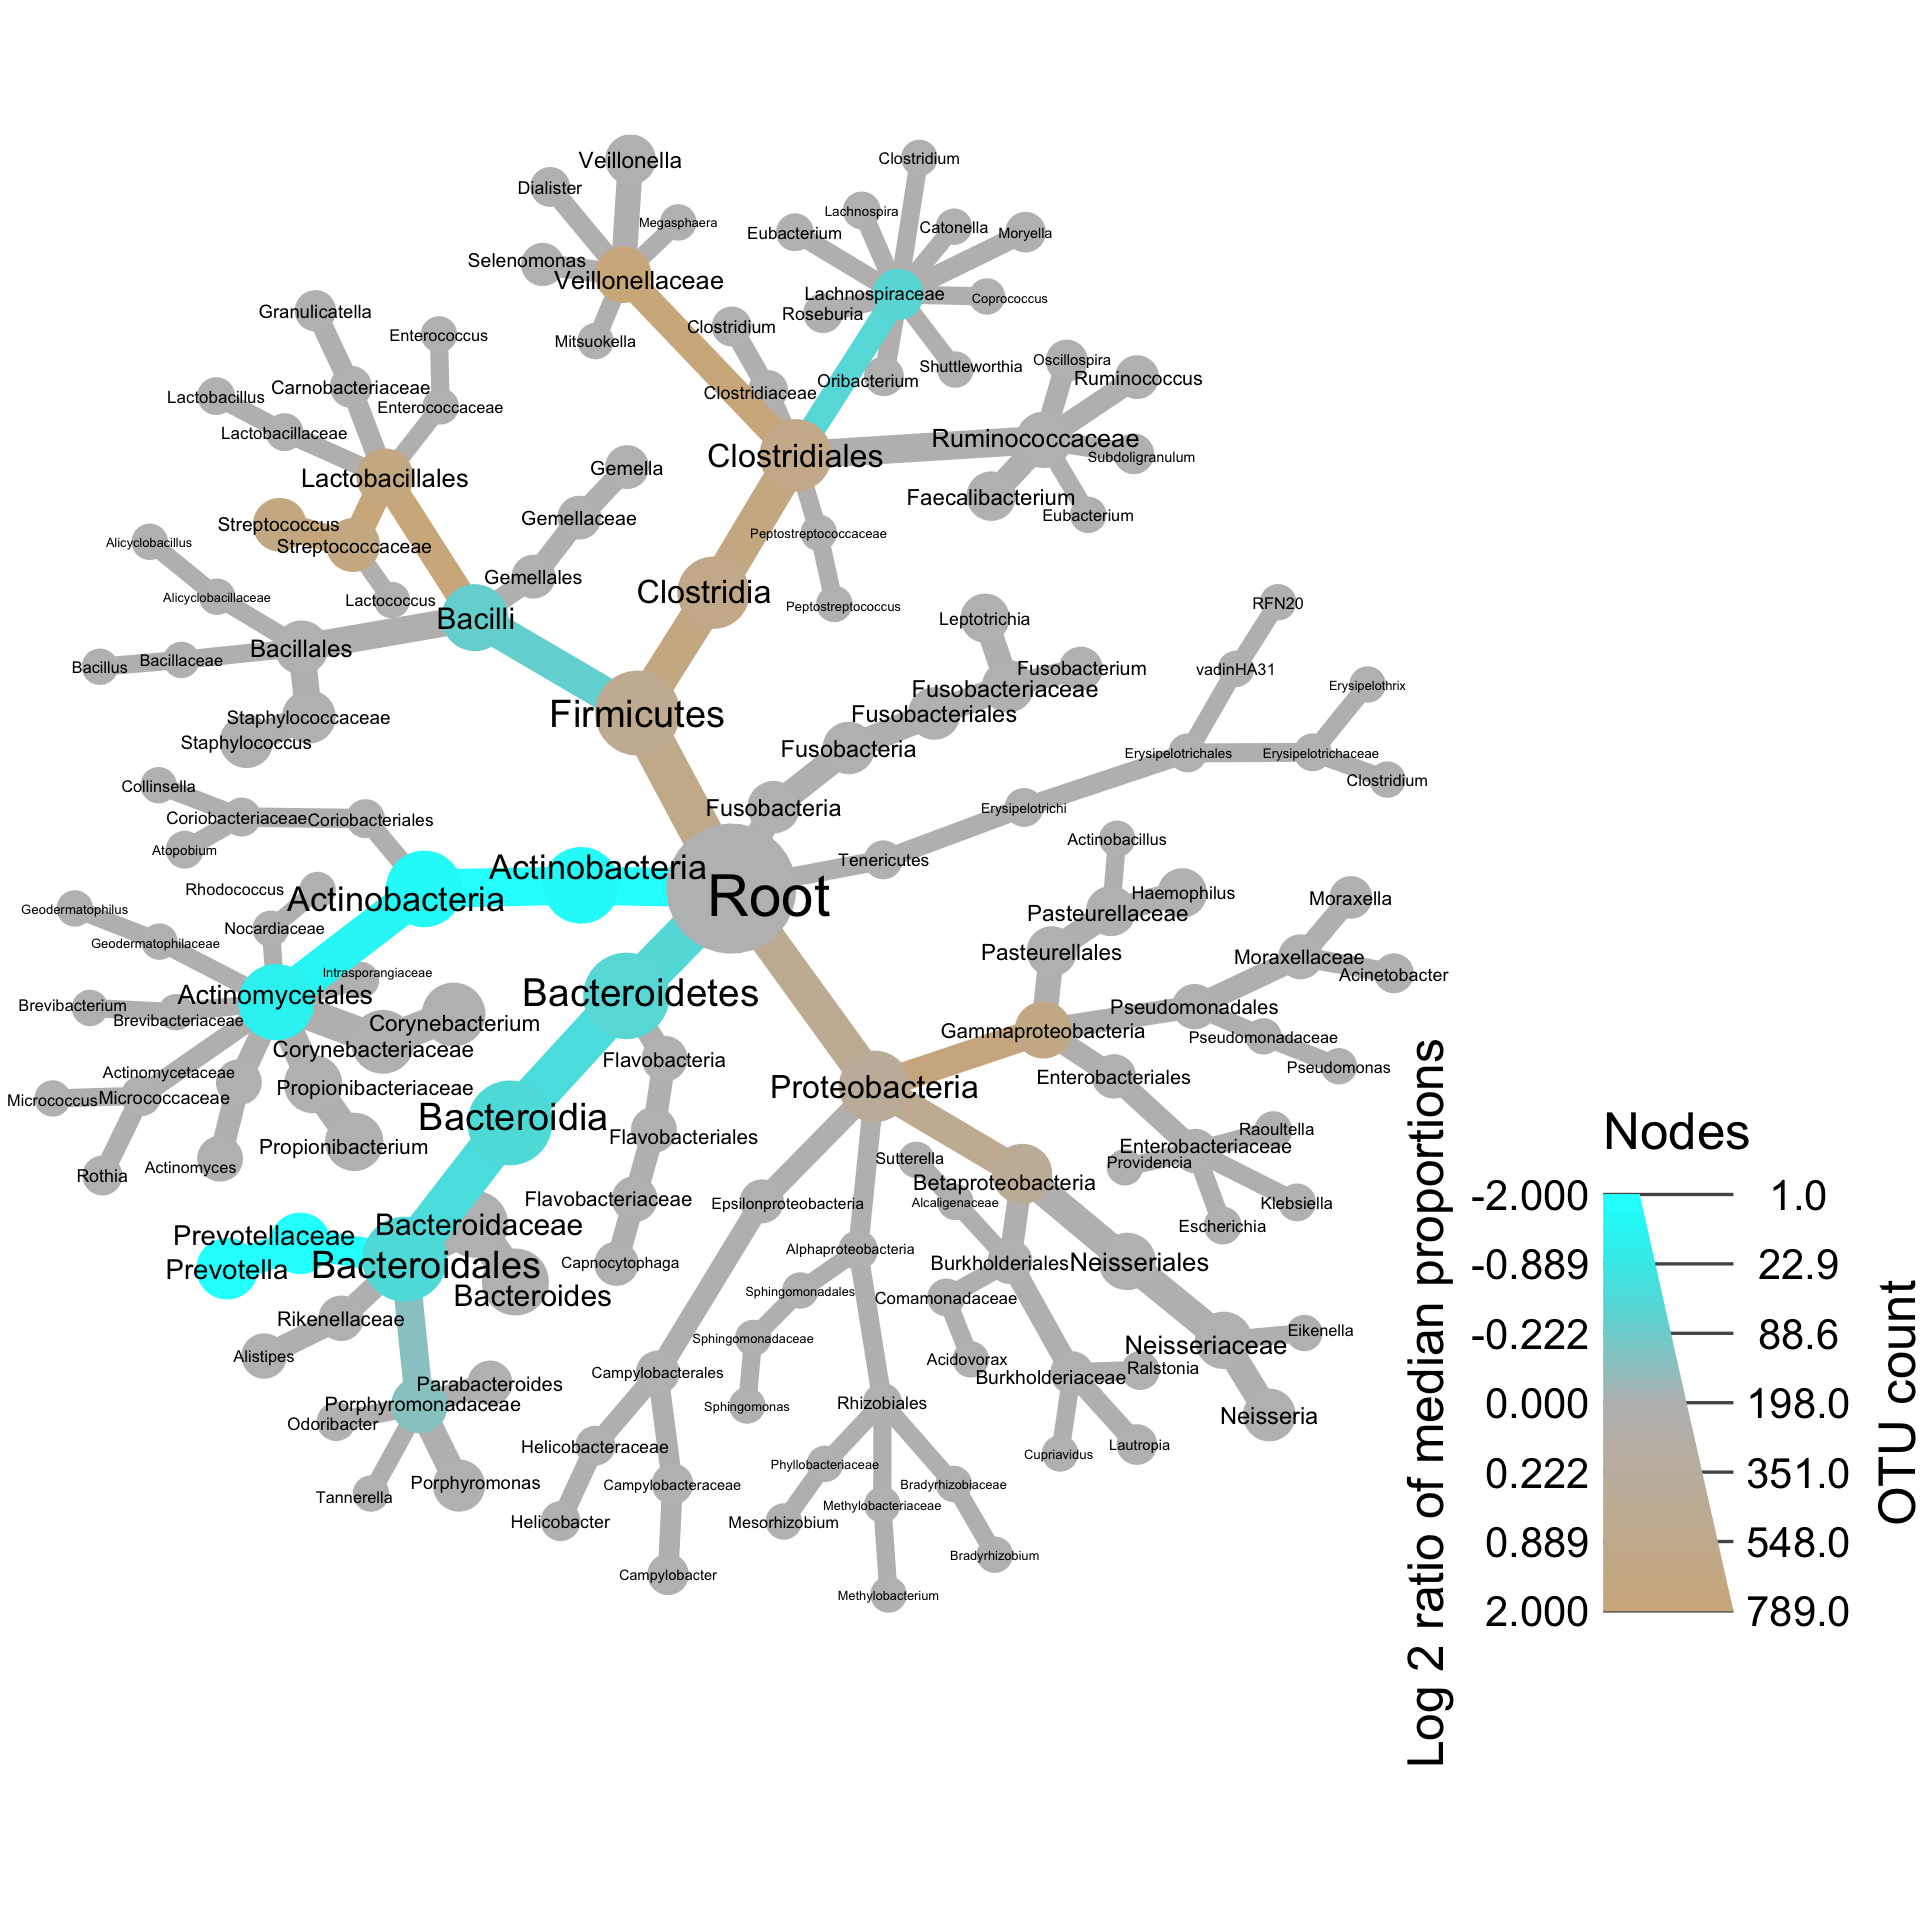 Veillonella
Clostridium
Dialister
Lachnospira
Megasphaera
Catonella
Eubacterium
Moryella
Selenomonas
Veillonellaceae
Lachnospiraceae
Coprococcus
Granulicatella
Roseburia
Clostridium
Enterococcus
Mitsuokella
Oscillospira
Shuttleworthia
Ruminococcus
Oribacterium
Carnobacteriaceae
Clostridiaceae
Lactobacillus
Enterococcaceae
Lactobacillaceae
Ruminococcaceae
Clostridiales
Subdoligranulum
Gemella
Lactobacillales
Faecalibacterium
Eubacterium
Gemellaceae
Streptococcus
Peptostreptococcaceae
Alicyclobacillus
Streptococcaceae
Gemellales
Clostridia
Alicyclobacillaceae
Lactococcus
RFN20
Peptostreptococcus
Bacilli
Leptotrichia
Bacillales
Bacillaceae
Bacillus
Fusobacterium
vadinHA31
Erysipelothrix
Fusobacteriaceae
Firmicutes
Fusobacteriales
Staphylococcaceae
Staphylococcus
Fusobacteria
Erysipelotrichales
Erysipelotrichaceae
Clostridium
Collinsella
Fusobacteria
Erysipelotrichi
Coriobacteriaceae
Coriobacteriales
Actinobacillus
Atopobium
Tenericutes
Actinobacteria
Rhodococcus
Root
Haemophilus
Actinobacteria
Moraxella
Geodermatophilus
Pasteurellaceae
Nocardiaceae
Geodermatophilaceae
Pasteurellales
Moraxellaceae
Intrasporangiaceae
Acinetobacter
Actinomycetales
Bacteroidetes
Brevibacterium
Pseudomonadales
Brevibacteriaceae
Corynebacterium
Gammaproteobacteria
Pseudomonadaceae
Corynebacteriaceae
Flavobacteria
Pseudomonas
Actinomycetaceae
Enterobacteriales
Propionibacteriaceae
Proteobacteria
Micrococcus
Micrococcaceae
Bacteroidia
Raoultella
Flavobacteriales
Propionibacterium
Enterobacteriaceae
Sutterella
Providencia
Actinomyces
Rothia
Betaproteobacteria
Flavobacteriaceae
Epsilonproteobacteria
Alcaligenaceae
Klebsiella
Bacteroidaceae
Escherichia
Prevotellaceae
Alphaproteobacteria
Capnocytophaga
Burkholderiales
Neisseriales
Bacteroidales
Prevotella
Sphingomonadales
Bacteroides
Comamonadaceae
Rikenellaceae
Eikenella
Sphingomonadaceae
Neisseriaceae
Alistipes
Acidovorax
Ralstonia
Campylobacterales
Burkholderiaceae
Parabacteroides
Porphyromonadaceae
Rhizobiales
Sphingomonas
Neisseria
Odoribacter
Helicobacteraceae
Lautropia
Cupriavidus
Phyllobacteriaceae
Porphyromonas
Campylobacteraceae
Bradyrhizobiaceae
Tannerella
Methylobacteriaceae
Helicobacter
Mesorhizobium
Bradyrhizobium
Campylobacter
Methylobacterium
Nodes
Log 2 ratio of median proportions
OTU count
-2.000 1.0
-0.889 22.9
-0.222 88.6
0.000 198.0
0.222 351.0
0.889 548.0
2.000 789.0